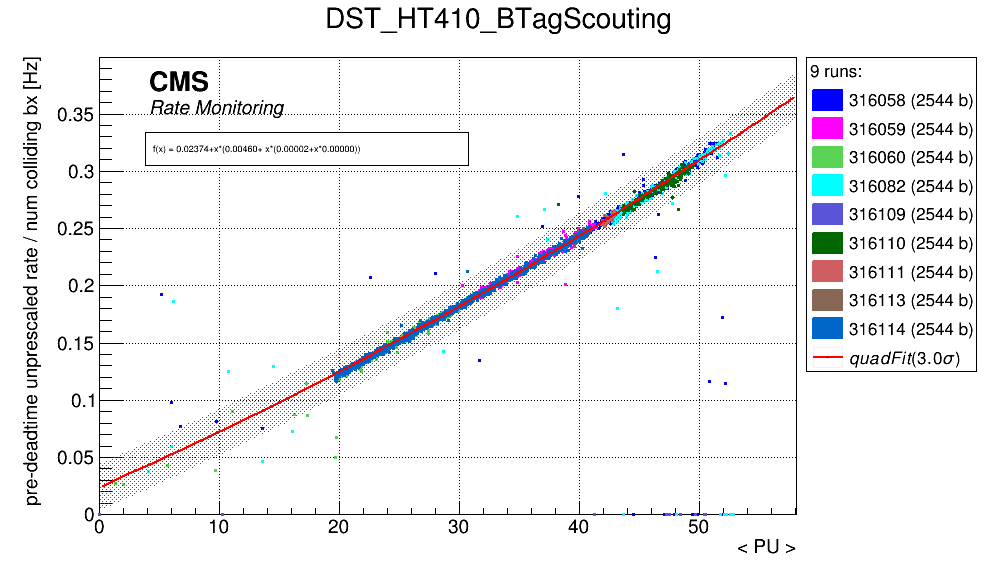 DST_HT410_BTagScouting
pre-deadtime unprescaled rate / num colliding bx [Hz]
CMS
Rate Monitoring
f(x) = 0.02374+x*(0.00460+ x*(0.00002+x*0.00000))
0.35
0.3
0.25
0.2
0.15
0.1
0.05
0
0
10
20
30
40
50
< PU >
9 runs:
316058 (2544 b)
316059 (2544 b)
316060 (2544 b)
316082 (2544 b)
316109 (2544 b)
316110 (2544 b)
316111 (2544 b)
316113 (2544 b)
316114 (2544 b)
quadFit(3.0σ)